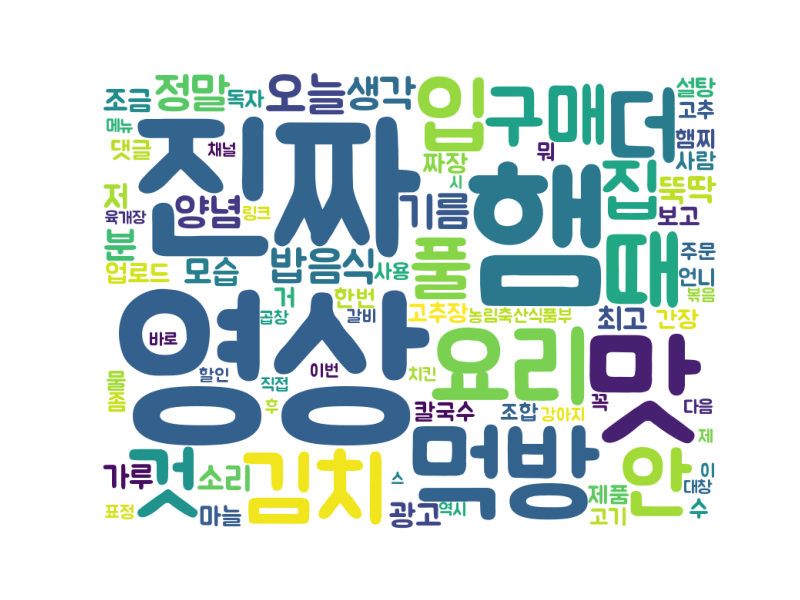 조금 정말 독자 오늘 생각 입 구매 더 설탕
메뉴 고추
댓글 진짜 채널 짜장 뭐 햄찌
시 집 사람
저 양념 링크 기름 햄 때 뚝딱
육개장 보고
분 풀 주문
업로드 모습 밥 음식 사용 언니
거 한번 볶음
곱창 갈비 고추장 농림축산식품부 최고 간장
영상 바로 요리 맛
물 할인 직접 이번 치킨 꼭
좀 후 칼국수 조합 강아지 다음
제
가루 것 소리 김치 스 먹방 안 이
제품 대창
표정 마늘 광고 역시 고기 수